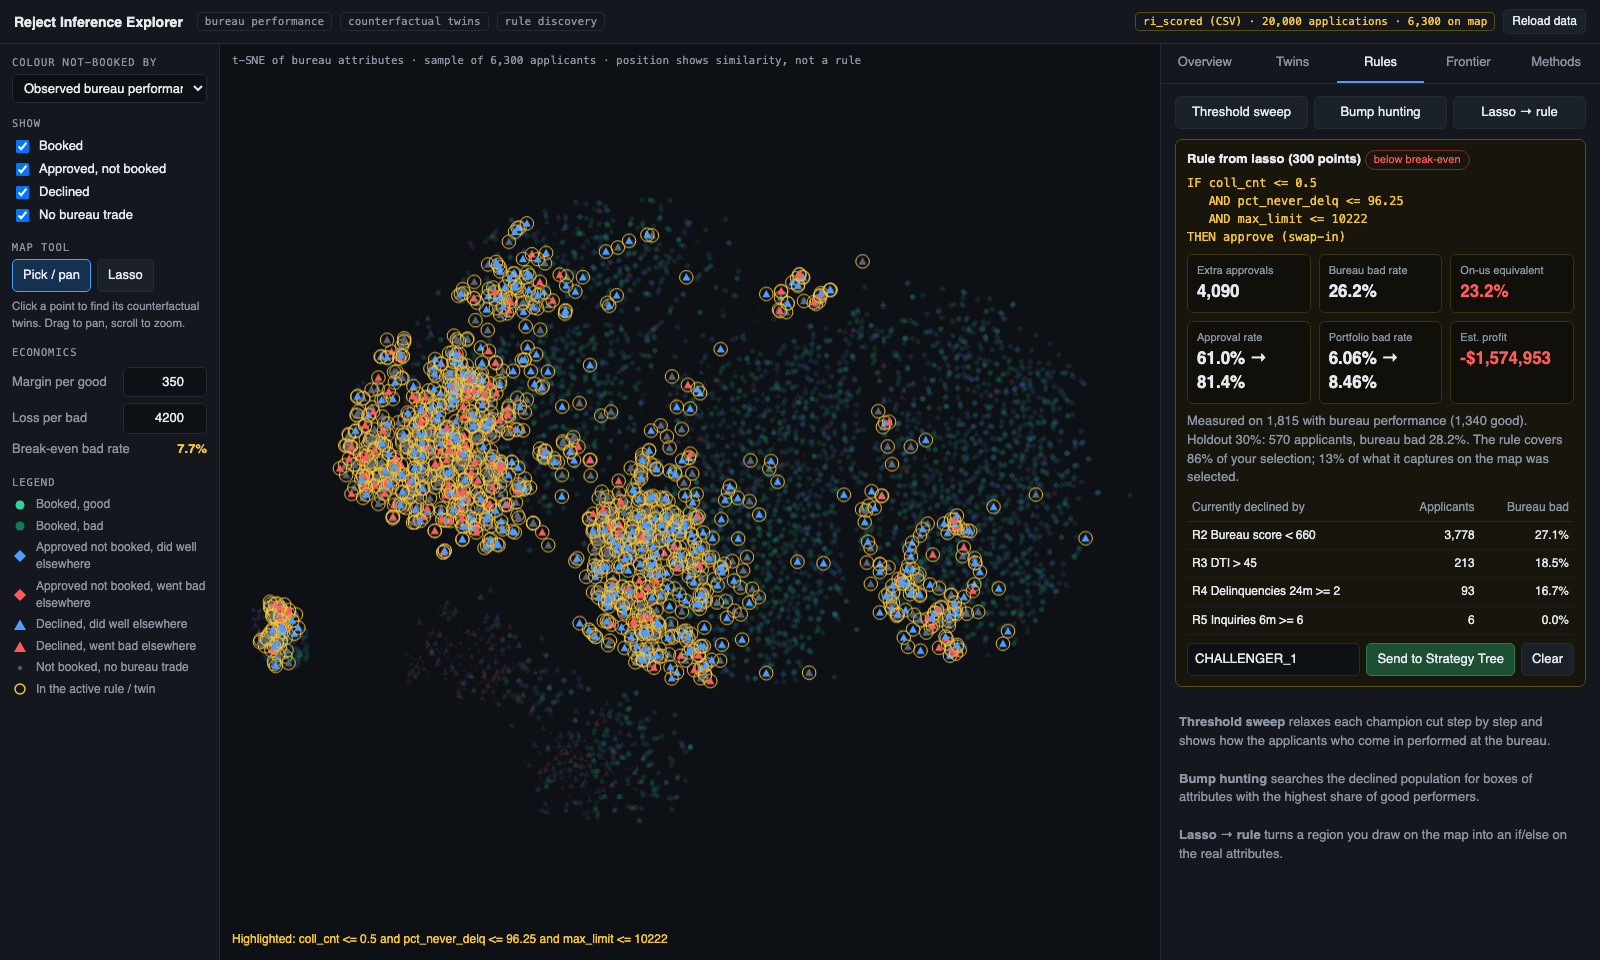 Reject Inference Explorer
bureau performance
counterfactual twins
rule discovery
ri_scored (CSV) · 20,000 applications · 6,300 on map
Reload data
COLOUR NOT-BOOKED BY
Observed bureau performar
SHOW
Booked
Approved, not booked
Declined
No bureau trade
MAP TOOL
Pick / pan
Lasso
Click a point to find its counterfactual
twins. Drag to pan, scroll to zoom.
ECONOMICS
Margin per good
350
Loss per bad
4200
Break-even bad rate
7.7%
LEGEND
Booked, good
Booked, bad
Approved not booked, did well
elsewhere
Approved not booked, went bad
elsewhere
Declined, did well elsewhere
Declined, went bad elsewhere
Not booked, no bureau trade
In the active rule / twin
t-SNE of bureau attributes · sample of 6,300 applicants · position shows similarity, not a rule
Highlighted: coll_cnt <= 0.5 and pct_never_delq <= 96.25 and max_limit <= 10222
Overview
Twins
Rules
Frontier
Methods
Threshold sweep
Bump hunting
Lasso → rule
Rule from lasso (300 points)
below break-even
IF coll_cnt <= 0.5
AND pct_never_delq <= 96.25
AND max_limit <= 10222
THEN approve (swap-in)
Extra approvals
4,090
Bureau bad rate
26.2%
On-us equivalent
23.2%
Approval rate
61.0% →
81.4%
Portfolio bad rate
6.06% →
8.46%
Est. profit
-$1,574,953
Measured on 1,815 with bureau performance (1,340 good).
Holdout 30%: 570 applicants, bureau bad 28.2%. The rule covers
86% of your selection; 13% of what it captures on the map was
selected.
Currently declined by Applicants Bureau bad
R2 Bureau score < 660 3,778 27.1%
R3 DTI > 45 213 18.5%
R4 Delinquencies 24m >= 2 93 16.7%
R5 Inquiries 6m >= 6 6 0.0%
CHALLENGER_1
Send to Strategy Tree
Clear
Threshold sweep relaxes each champion cut step by step and
shows how the applicants who come in performed at the bureau.
Bump hunting searches the declined population for boxes of
attributes with the highest share of good performers.
Lasso → rule turns a region you draw on the map into an if/else on
the real attributes.